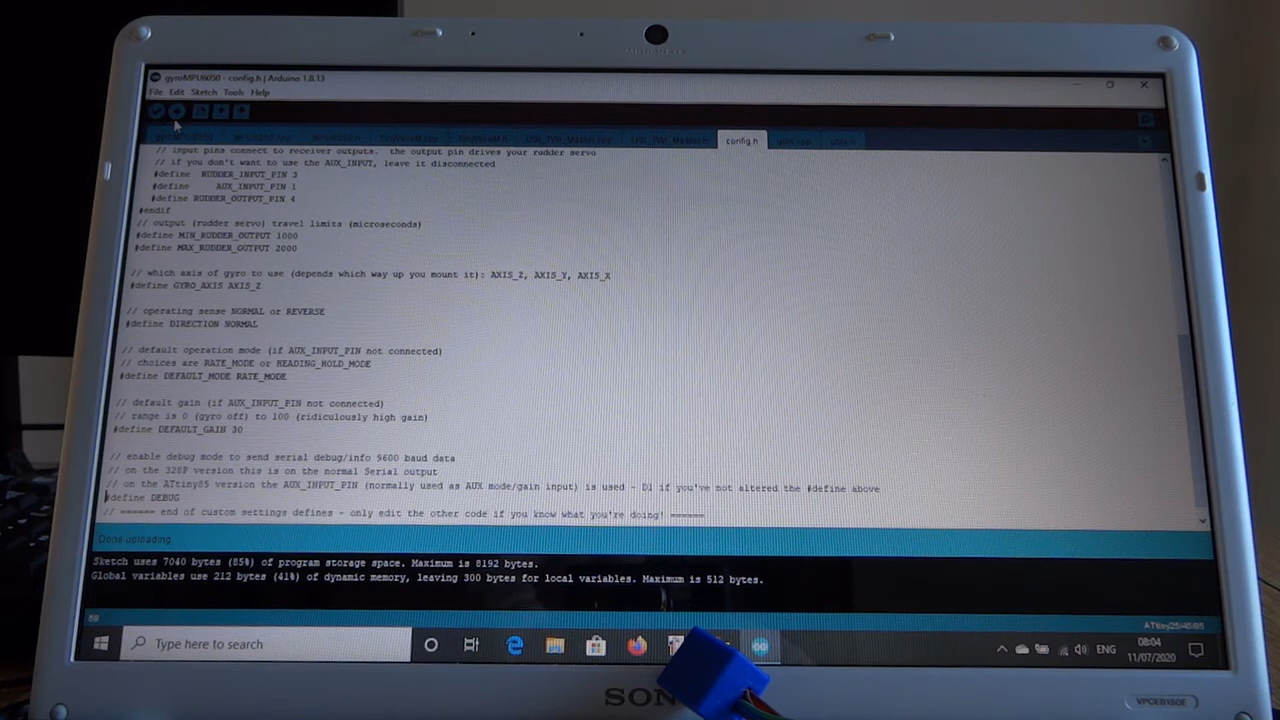 gyroMPU6050 - config.h | Arduino 1.8.13
File Edit Sketch Tools Help
config.h
// input pins connect to receiver outputs. the output pin drives your rudder servo
// if you don't want to use the AUX_INPUT, leave it disconnected
#define RUDDER_INPUT_PIN 3
#define AUX_INPUT_PIN 1
#define RUDDER_OUTPUT_PIN 4
#endif
// output (rudder servo) travel limits (microseconds)
#define MIN_RUDDER_OUTPUT 1000
#define MAX_RUDDER_OUTPUT 2000
// which axis of gyro to use (depends which way up you mount it): AXIS_Z, AXIS_Y, AXIS_X
#define GYRO_AXIS AXIS_Z
// operating sense NORMAL or REVERSE
#define DIRECTION NORMAL
// default operation mode (if AUX_INPUT_PIN not connected)
// choices are RATE_MODE or HEADING_HOLD_MODE
#define DEFAULT_MODE RATE_MODE
// default gain (if AUX_INPUT_PIN not connected)
// range is 0 (gyro off) to 100 (ridiculously high gain)
#define DEFAULT_GAIN 30
// enable debug mode to send serial debug/info 9600 baud data
// on the 328P version this is on the normal Serial output
// on the ATtiny85 version the AUX_INPUT_PIN (normally used as AUX mode/gain input) is used - D1 if you've not altered the #define above
#define DEBUG
// ====== end of custom settings defines - only edit the other code if you know what you're doing! ======
Done uploading
Sketch uses 7040 bytes (85%) of program storage space. Maximum is 8192 bytes.
Global variables use 212 bytes (41%) of dynamic memory, leaving 300 bytes for local variables. Maximum is 512 bytes.
ATtiny25/45/85
Type here to search
ENG
08:04
11/07/2020
SON
VPCEB1S0E